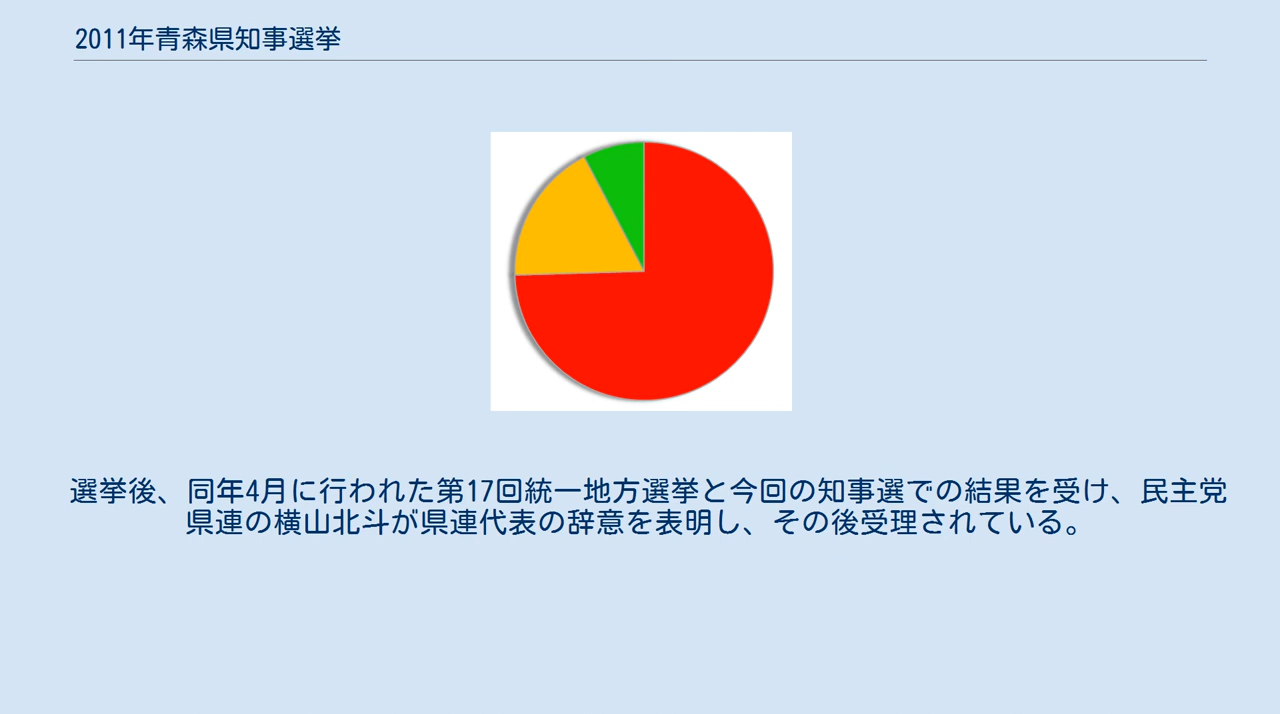 2011年青森県知事選挙
選挙後、同年4月に行われた第17回統一地方選挙と今回の知事選での結果を受け、民主党
県連の横山北斗が県連代表の辞意を表明し、その後受理されている。